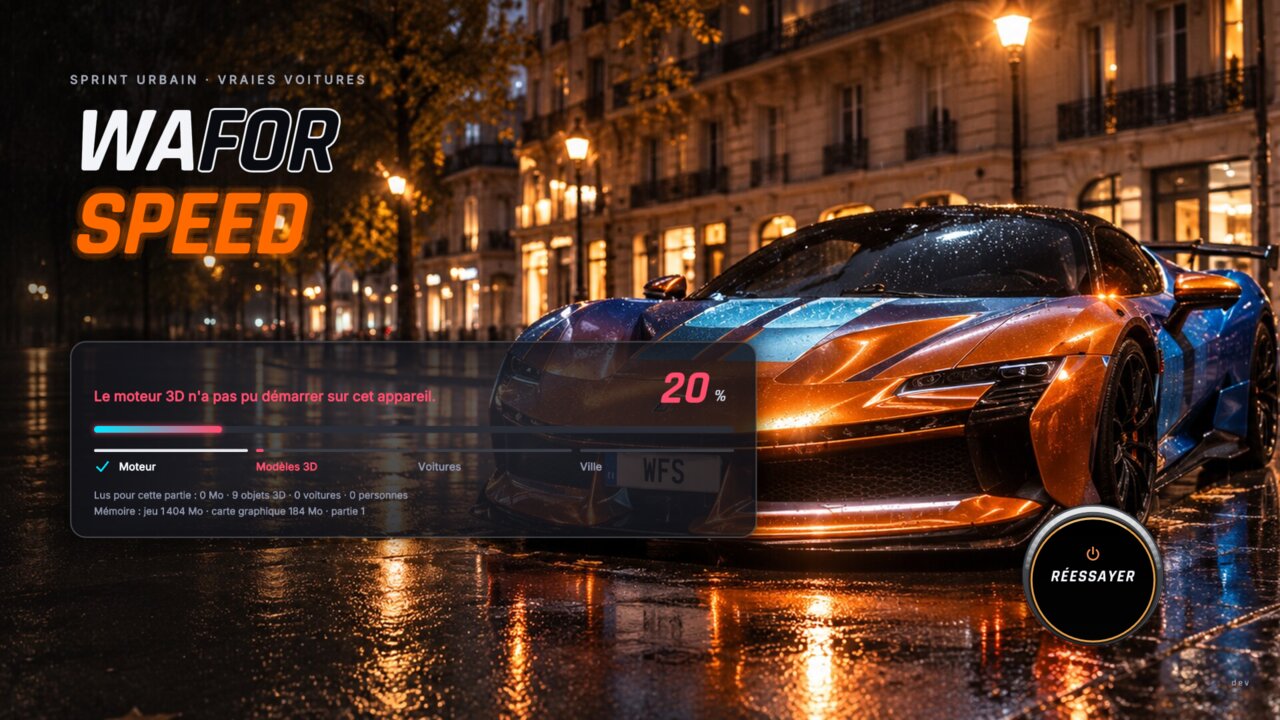 SPRINT URBAIN · VRAIES VOITURES
WAFOR
SPEED
Le moteur 3D n'a pas pu démarrer sur cet appareil.
20 %
Moteur
Modèles 3D
Voitures
Ville
WFS
Lus pour cette partie : 0 Mo · 9 objets 3D · 0 voitures · 0 personnes
Mémoire : jeu 1 404 Mo · carte graphique 184 Mo · partie 1
RÉESSAYER
dev